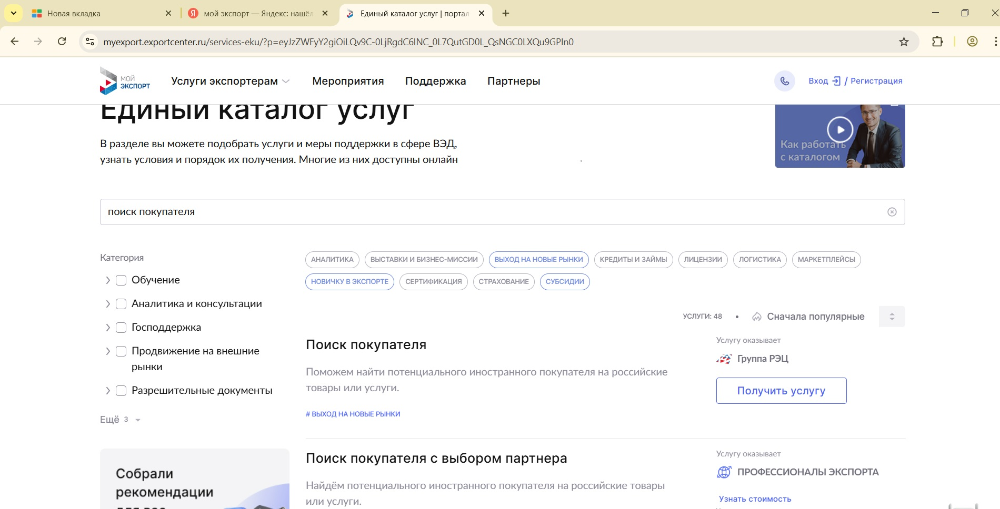 Новая вкладка
мой экспорт — Яндекс: нашёл
Единый каталог услуг | портал
myexport.exportcenter.ru/services-eku/?p=eyJzZWFyY2giOiLQv9C-0LjRgdC6INC_0L7QutGD0L_QsNGC0LXQu9GPIn0
МОЙ
ЭКСПОРТ
Услуги экспортерам
Мероприятия
Поддержка
Партнеры
Вход / Регистрация
Единый каталог услуг
В разделе вы можете подобрать услуги и меры поддержки в сфере ВЭД,
узнать условия и порядок их получения. Многие из них доступны онлайн
Как работать
с каталогом
поиск покупателя
Категория
Обучение
Аналитика и консультации
Господдержка
Продвижение на внешние
рынки
Разрешительные документы
Ещё 3
Собрали
рекомендации
для вас
АНАЛИТИКА ВЫСТАВКИ И БИЗНЕС-МИССИИ ВЫХОД НА НОВЫЕ РЫНКИ КРЕДИТЫ И ЗАЙМЫ ЛИЦЕНЗИИ ЛОГИСТИКА МАРКЕТПЛЕЙСЫ
НОВИЧКУ В ЭКСПОРТЕ СЕРТИФИКАЦИЯ СТРАХОВАНИЕ СУБСИДИИ
УСЛУГИ: 48 • Сначала популярные
Поиск покупателя
Поможем найти потенциального иностранного покупателя на российские
товары или услуги.
# ВЫХОД НА НОВЫЕ РЫНКИ
Услугу оказывает
Группа РЭЦ
Получить услугу
Поиск покупателя с выбором партнера
Найдём потенциального иностранного покупателя на российские товары
или услуги.
Услугу оказывает
ПРОФЕССИОНАЛЫ ЭКСПОРТА
Узнать стоимость